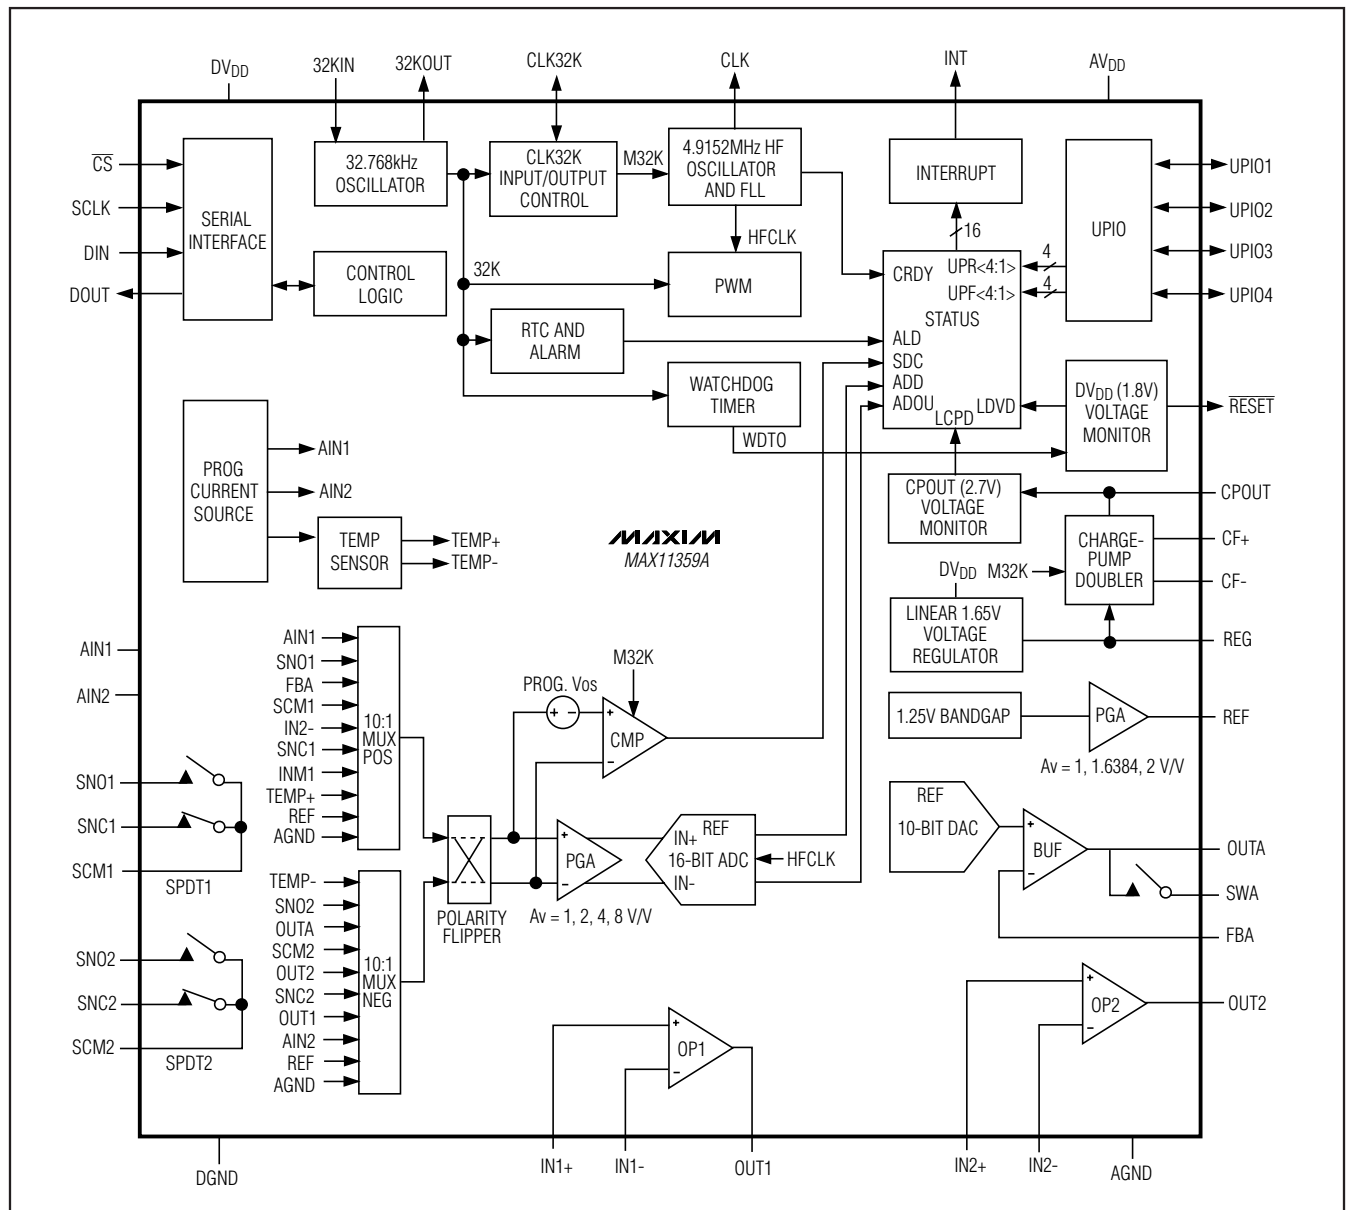 DVDD
32KIN
32KOUT
CLK32K
CLK
INT
AVDD
CS
SCLK
DIN
DOUT
SERIAL
INTERFACE
32.768kHz
OSCILLATOR
CLK32K
INPUT/OUTPUT
CONTROL
M32K
4.9152MHz HF
OSCILLATOR
AND FLL
INTERRUPT
16
UPIO
UPIO1
UPIO2
UPIO3
UPIO4
CONTROL
LOGIC
32K
HFCLK
PWM
CRDY
UPR<4:1>
4
UPF<4:1>
4
STATUS
ALD
SDC
ADD
ADOU
LDVD
LCPD
RTC AND
ALARM
WATCHDOG
TIMER
WDTO
DVDD (1.8V)
VOLTAGE
MONITOR
RESET
PROG
CURRENT
SOURCE
AIN1
AIN2
TEMP
SENSOR
TEMP+
TEMP-
MAXIM
MAX11359A
CPOUT (2.7V)
VOLTAGE
MONITOR
CPOUT
CHARGE-
PUMP
DOUBLER
CF+
CF-
DVDD
M32K
LINEAR 1.65V
VOLTAGE
REGULATOR
REG
AIN1
AIN2
AIN1
SNO1
FBA
SCM1
IN2-
SNC1
INM1
TEMP+
REF
AGND
10:1
MUX
POS
M32K
PROG. VOS
+ -
+
CMP
-
1.25V BANDGAP
PGA
REF
AV = 1, 1.6384, 2 V/V
SNO1
SNC1
SCM1
SPDT1
TEMP-
SNO2
OUTA
SCM2
OUT2
SNC2
OUT1
AIN2
REF
AGND
10:1
MUX
NEG
POLARITY
FLIPPER
+
PGA
-
AV = 1, 2, 4, 8 V/V
IN+
REF
16-BIT ADC
IN-
HFCLK
REF
10-BIT DAC
+
BUF
-
OUTA
SWA
FBA
SNO2
SNC2
SCM2
SPDT2
+
OP1
-
+
OP2
-
OUT2
DGND
IN1+
IN1-
OUT1
IN2+
IN2-
AGND